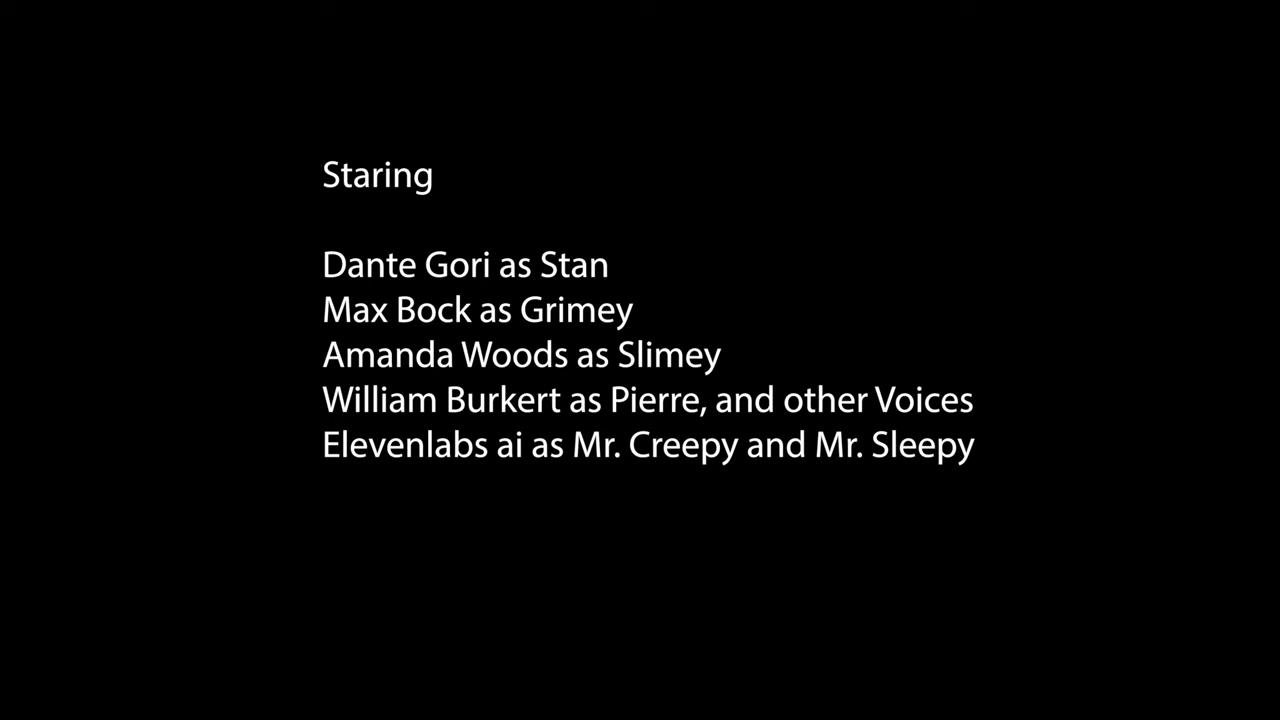 Staring
Dante Gori as Stan
Max Bock as Grimey
Amanda Woods as Slimey
William Burkert as Pierre, and other Voices
Elevenlabs ai as Mr. Creepy and Mr. Sleepy